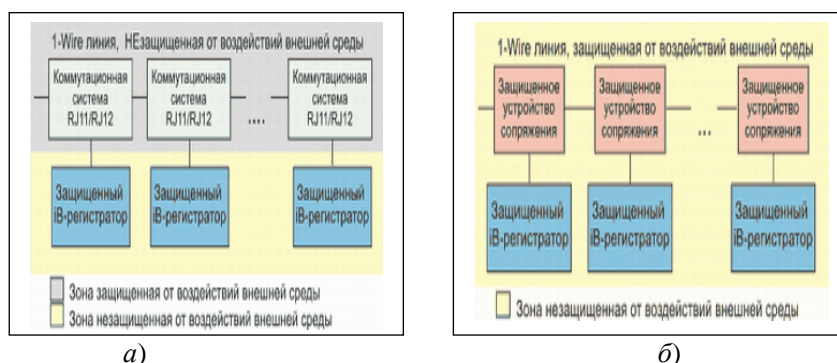 1-Wire линия, НЕзащищенная от воздействий внешней среды
Коммутационная
система
RJ11/RJ12
Коммутационная
система
RJ11/RJ12
....
Коммутационная
система
RJ11/RJ12
Защищенный
iB-регистратор
Защищенный
iB-регистратор
Защищенный
iB-регистратор
Зона защищенная от воздействий внешней среды
Зона незащищенная от воздействий внешней среды
а)
1-Wire линия, защищенная от воздействий внешней среды
Защищенное
устройство
сопряжения
Защищенное
устройство
сопряжения
...
Защищенное
устройство
сопряжения
Защищенный
iB-регистратор
Защищенный
iB-регистратор
Защищенный
iB-регистратор
Зона незащищенная от воздействий внешней среды
б)